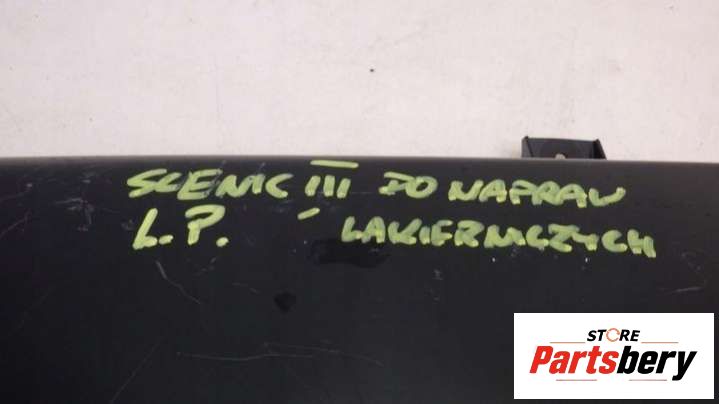 SCENIC III DO NAPRAW
L.P. LAKIERNICZYCH
STORE
Partsbery